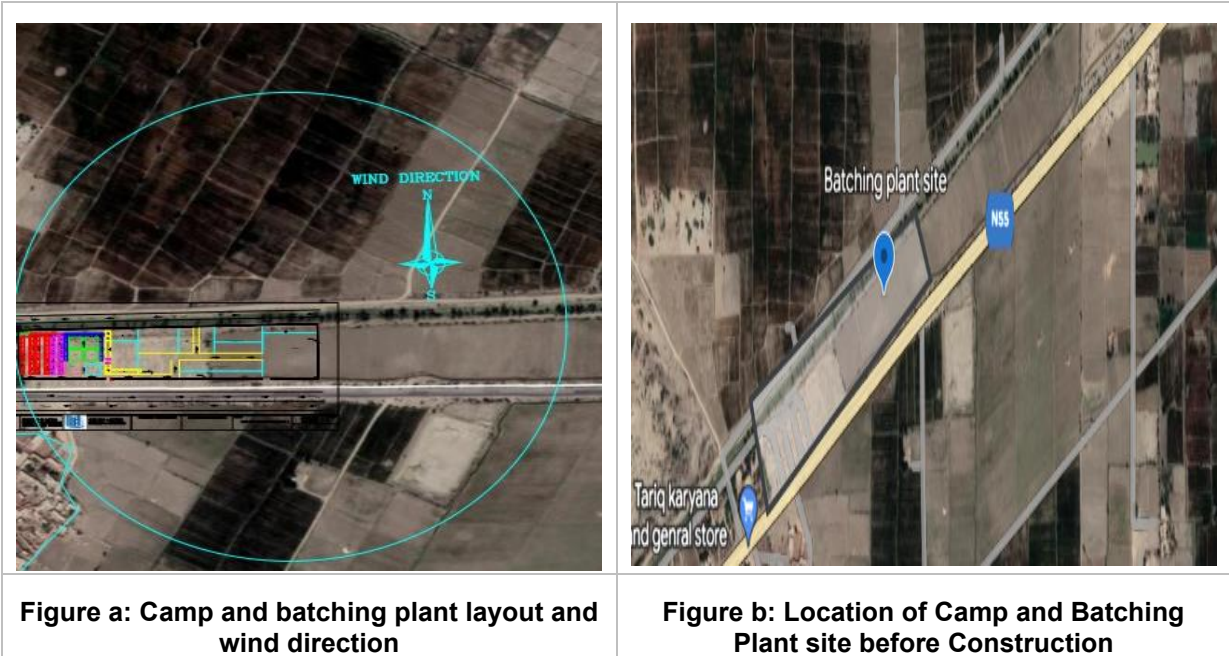 WIND DIRECTION
N
S
Batching plant site
N55
Tariq karyana
nd genral store
Figure a: Camp and batching plant layout and
wind direction
Figure b: Location of Camp and Batching
Plant site before Construction